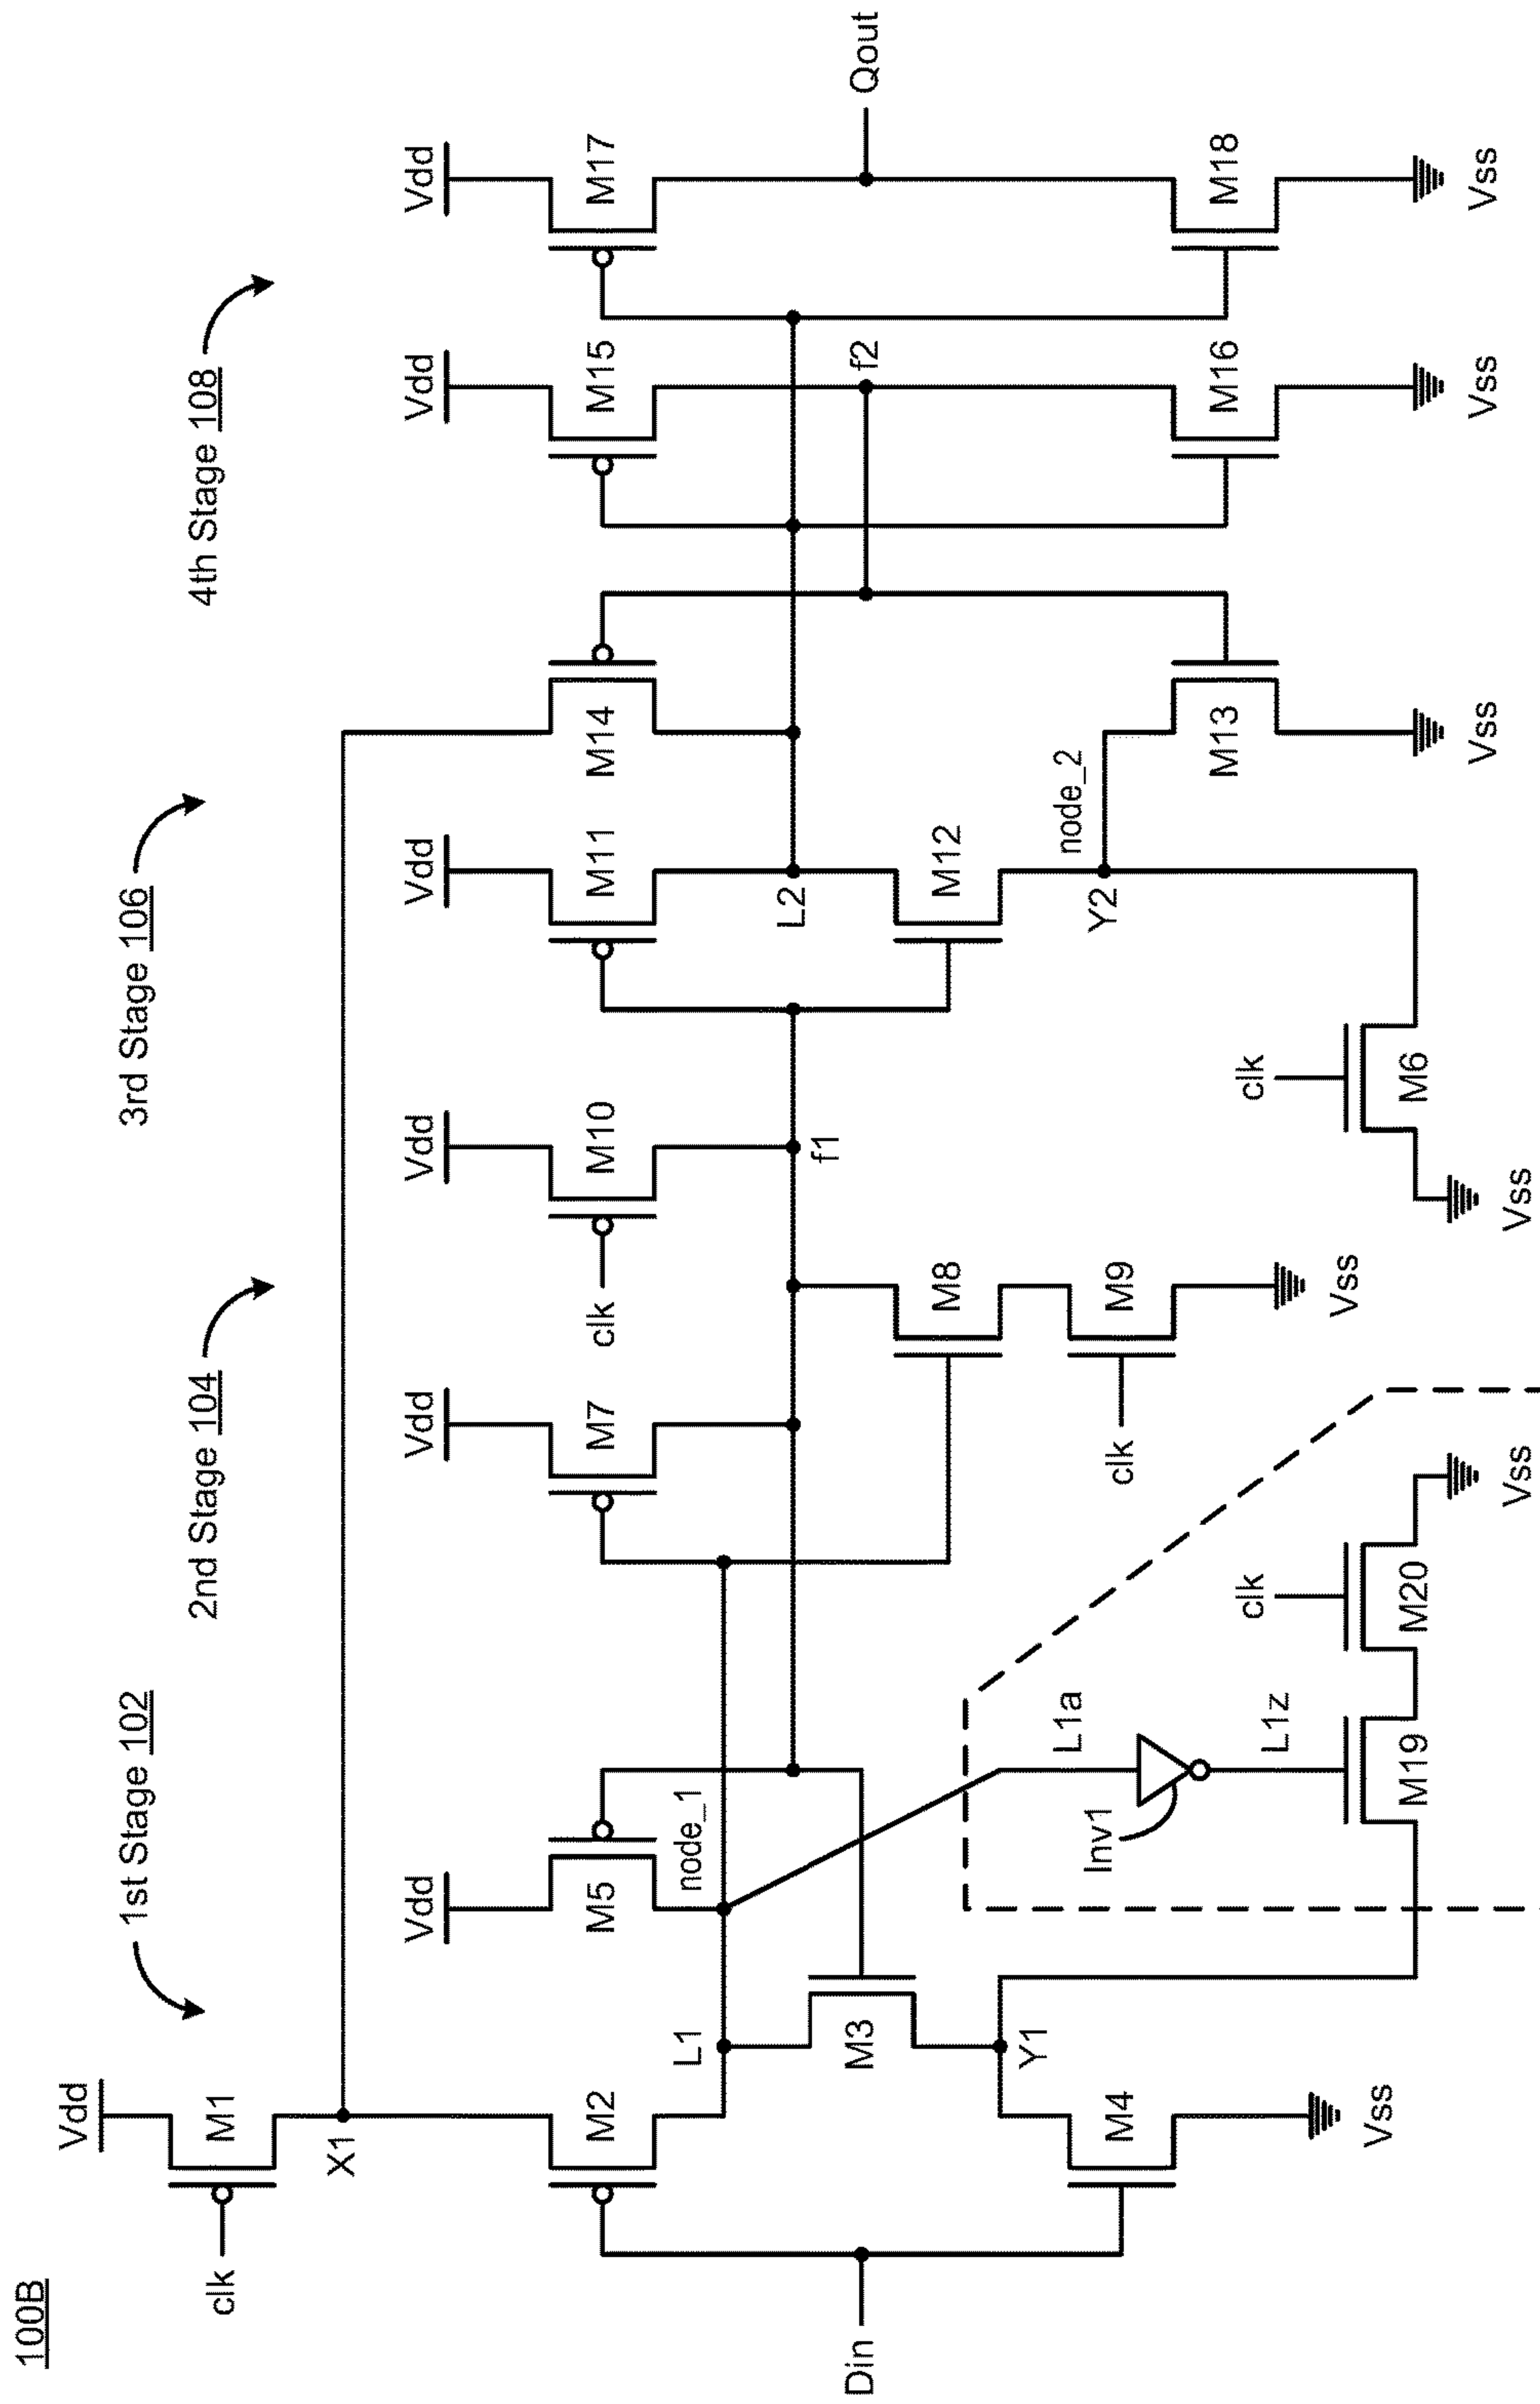 100B
1st Stage 102
2nd Stage 104
3rd Stage 106
4th Stage 108
Vdd
clk
M1
X1
Vdd
Vdd
Vdd
Vdd
Vdd
Vdd
M2
M5
M7
clk
M10
M11
M14
M15
M17
node_1
L1
f1
L2
f2
Din
Qout
M3
M8
M12
Y1
L1a
node_2
Y2
M4
Inv1
clk
M9
M13
M16
M18
L1z
clk
clk
Vss
Vss
M19
M20
M6
Vss
Vss
Vss
Vss
Vss